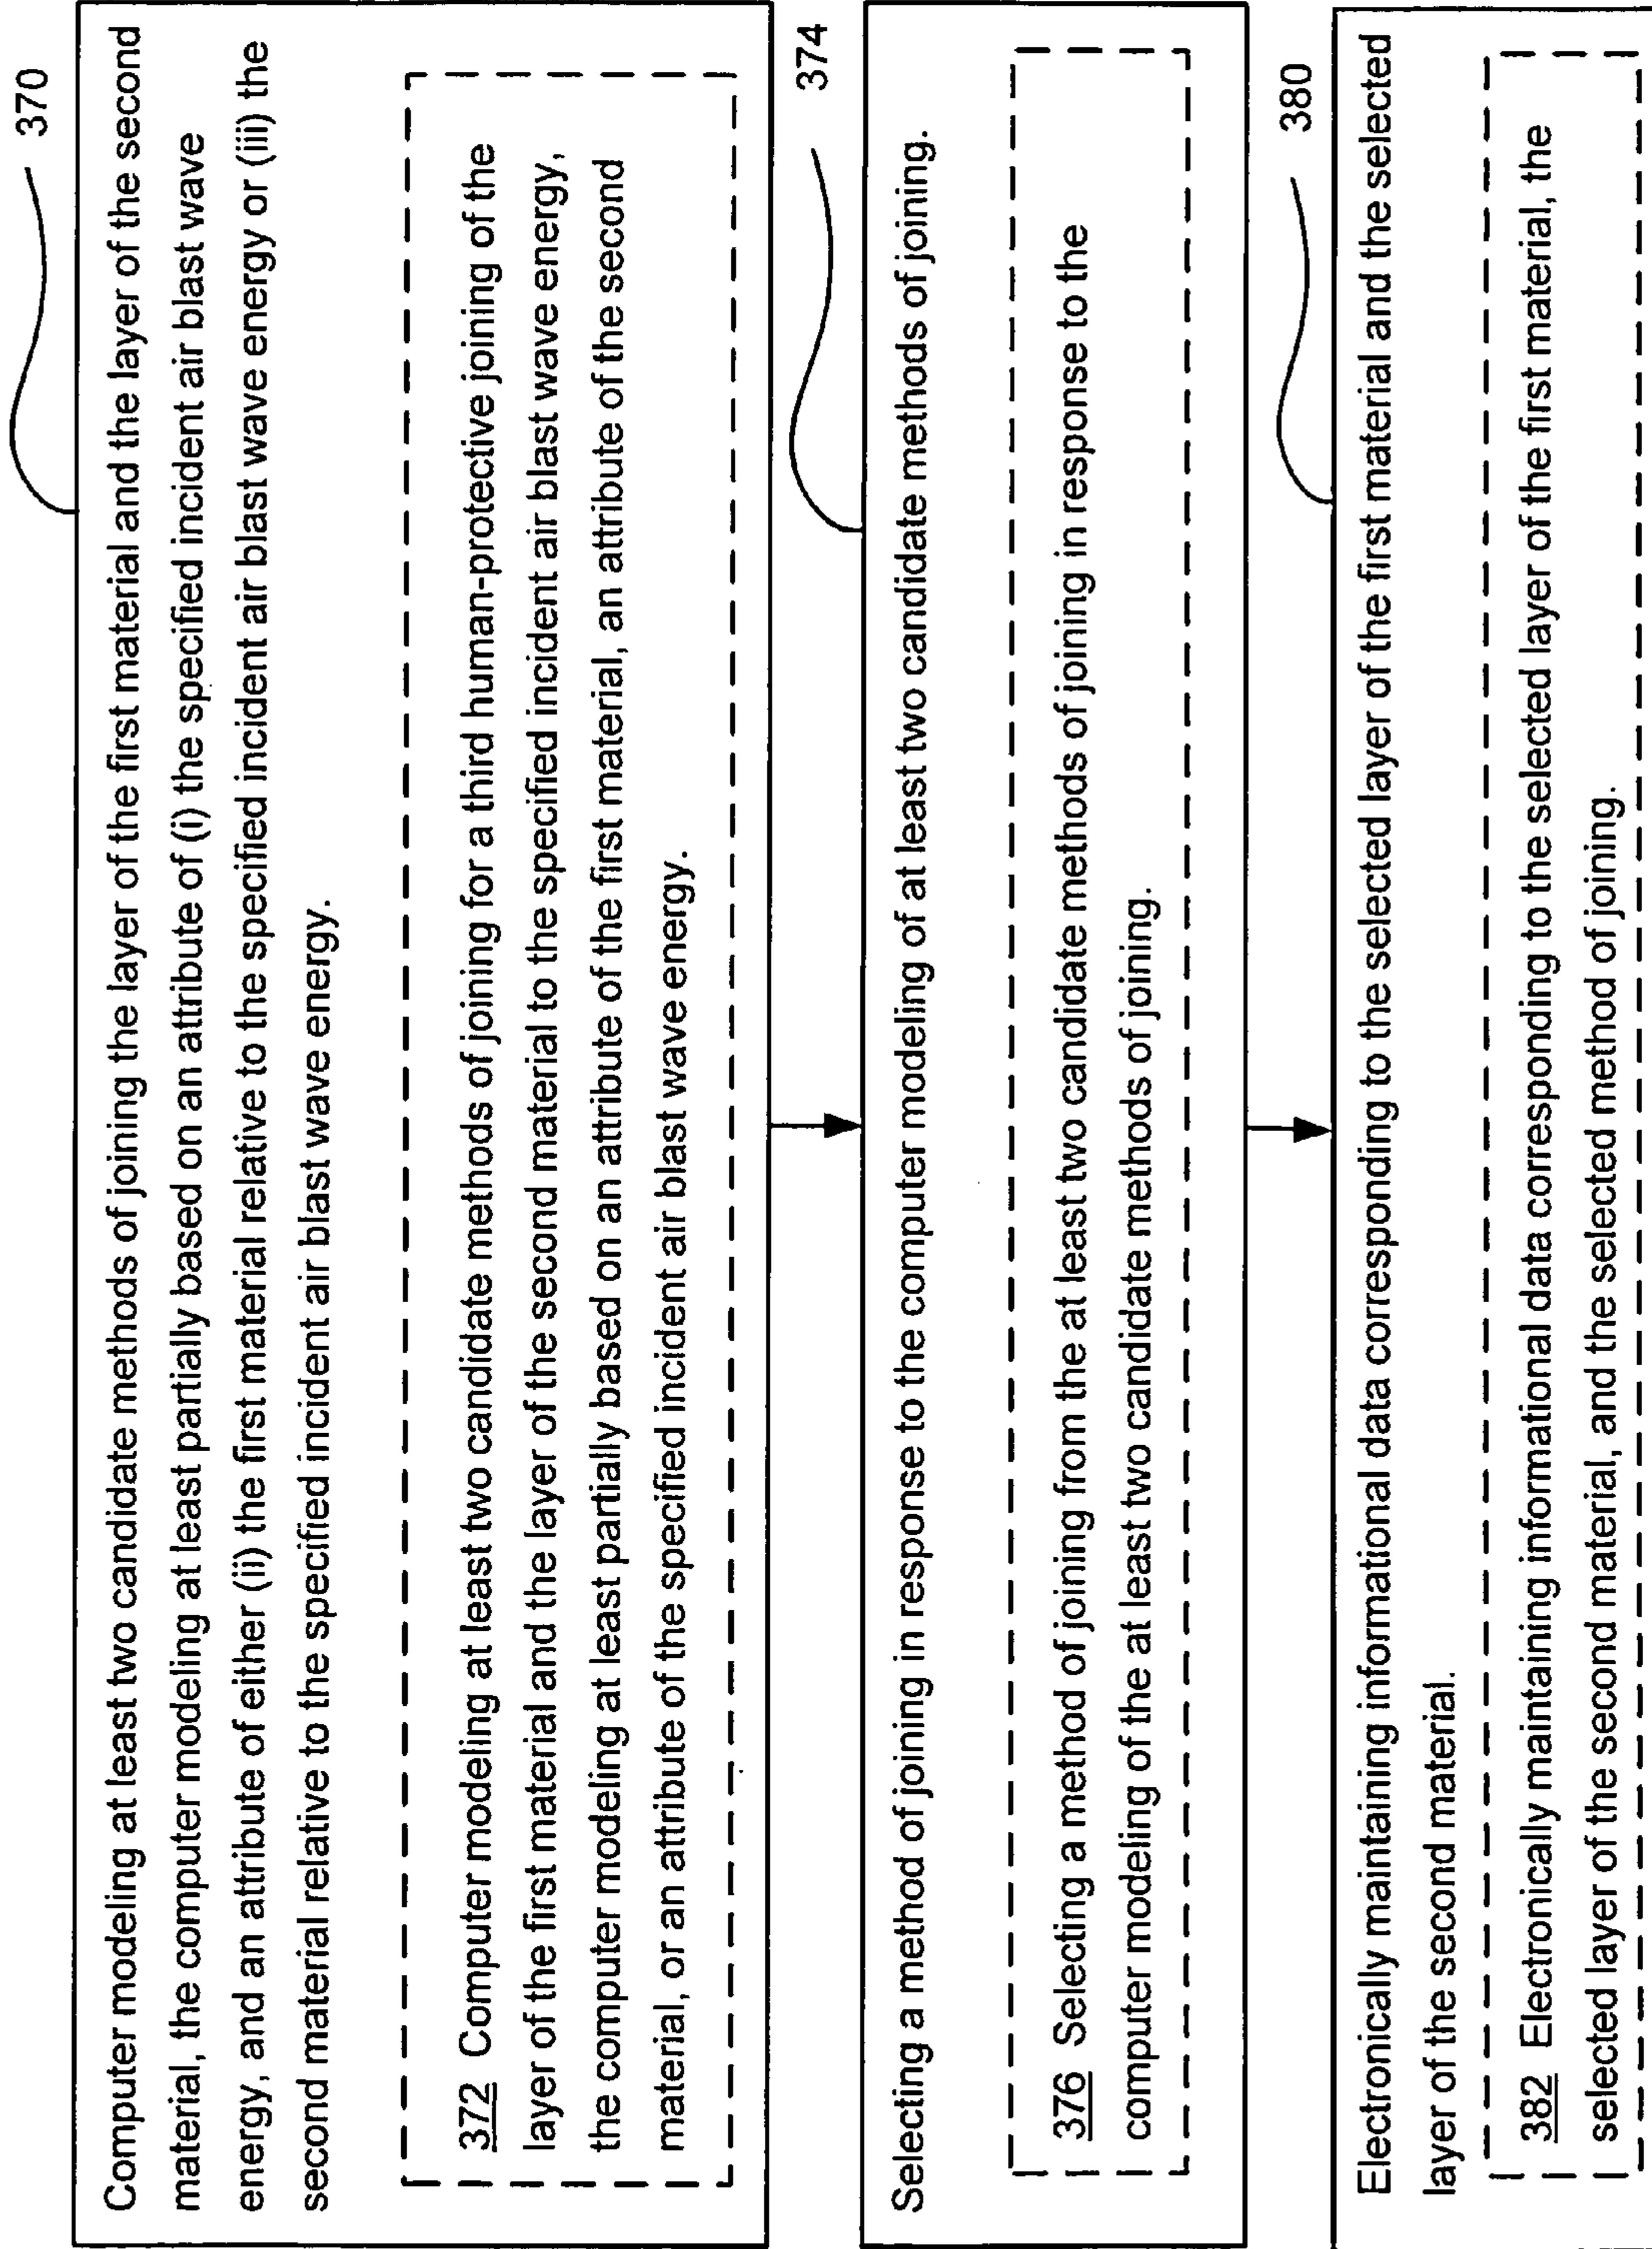 370
Computer modeling at least two candidate methods of joining the layer of the first material and the layer of the second
material, the computer modeling at least partially based on an attribute of (i) the specified incident air blast wave
energy, and an attribute of either (ii) the first material relative to the specified incident air blast wave energy or (iii) the
second material relative to the specified incident air blast wave energy.
372 Computer modeling at least two candidate methods of joining for a third human-protective joining of the
layer of the first material and the layer of the second material to the specified incident air blast wave energy,
the computer modeling at least partially based on an attribute of the first material, an attribute of the second
material, or an attribute of the specified incident air blast wave energy.
374
Selecting a method of joining in response to the computer modeling of at least two candidate methods of joining.
376 Selecting a method of joining from the at least two candidate methods of joining in response to the
computer modeling of the at least two candidate methods of joining.
380
Electronically maintaining informational data corresponding to the selected layer of the first material and the selected
layer of the second material.
382 Electronically maintaining informational data corresponding to the selected layer of the first material, the
selected layer of the second material, and the selected method of joining.